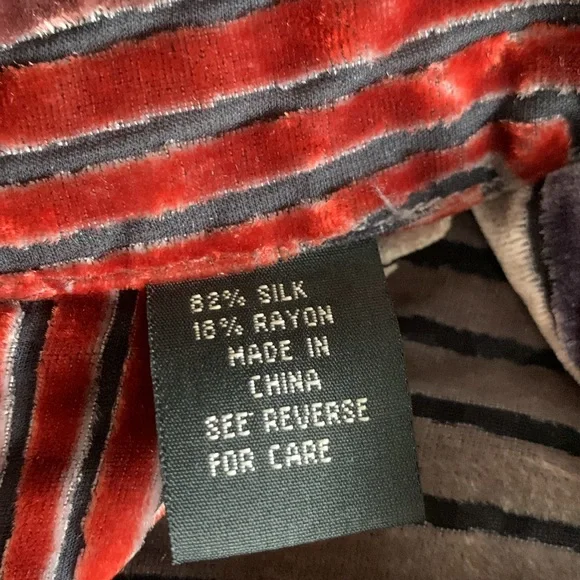 82% SILK
18% RAYON
MADE IN
CHINA
SEE REVERSE
FOR CARE